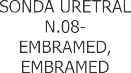 SONDA URETRAL
N.08-
EMBRAMED,
EMBRAMED